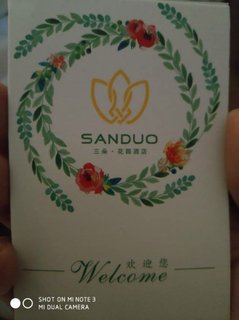 SANDUO
三朵·花园酒店
欢迎您
Welcome
SHOT ON MI NOTE 3
MI DUAL CAMERA